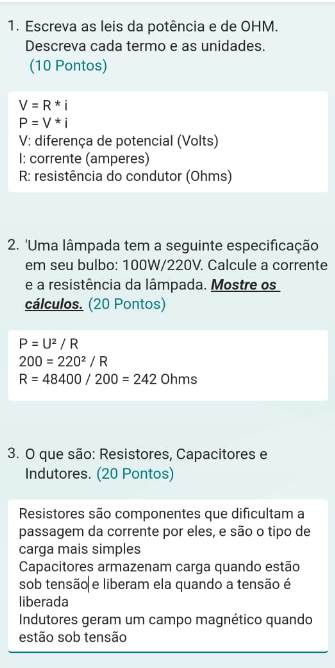 1. Escreva as leis da potência e de OHM.
Descreva cada termo e as unidades.
(10 Pontos)
V = R * i
P = V * i
V: diferença de potencial (Volts)
I: corrente (amperes)
R: resistência do condutor (Ohms)
2. 'Uma lâmpada tem a seguinte especificação
em seu bulbo: 100W/220V. Calcule a corrente
e a resistência da lâmpada. Mostre os
cálculos. (20 Pontos)
P = U² / R
200 = 220² / R
R = 48400 / 200 = 242 Ohms
3. O que são: Resistores, Capacitores e
Indutores. (20 Pontos)
Resistores são componentes que dificultam a
passagem da corrente por eles, e são o tipo de
carga mais simples
Capacitores armazenam carga quando estão
sob tensão e liberam ela quando a tensão é
liberada
Indutores geram um campo magnético quando
estão sob tensão